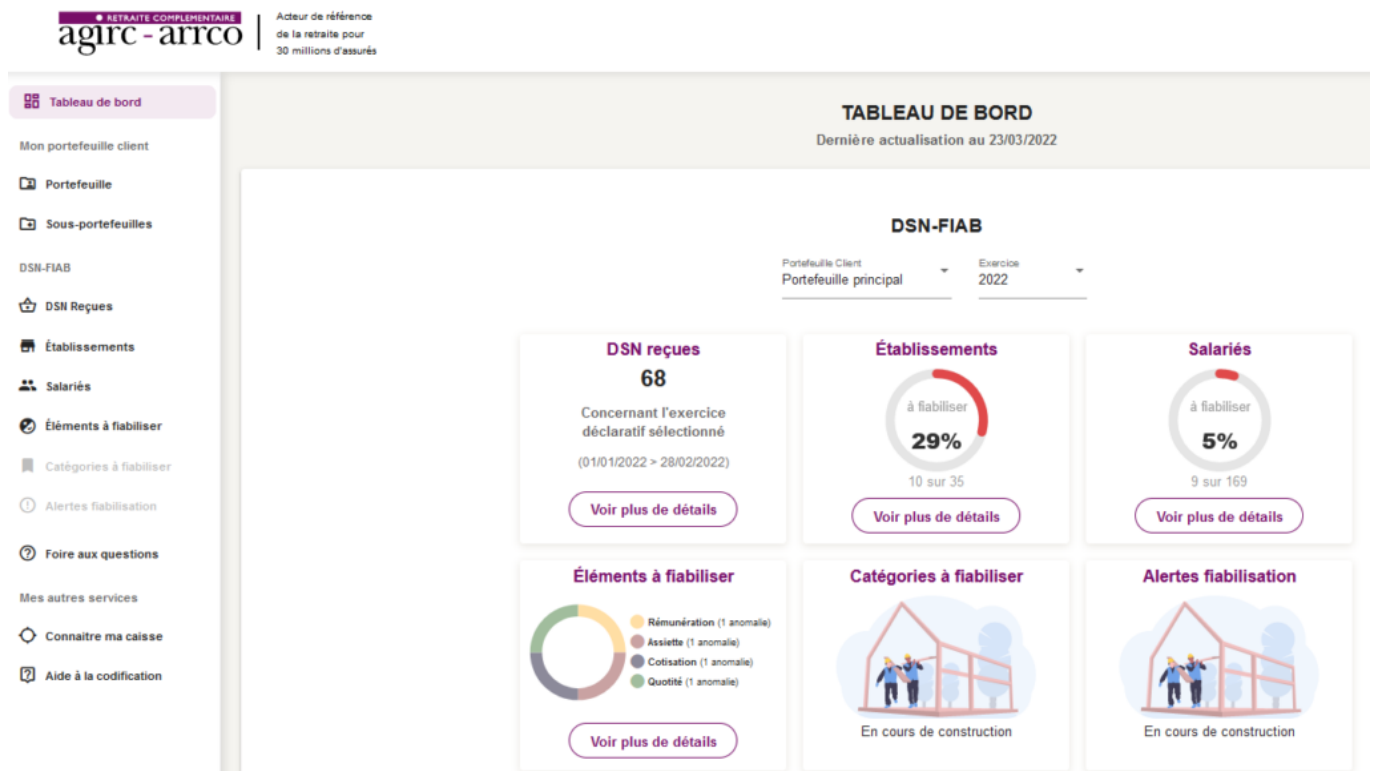 RETRAITE COMPLEMENTAIRE
agirc - arrco
Acteur de référence
de la retraite pour
30 millions d'assurés
Tableau de bord
Mon portefeuille client
Portefeuille
Sous-portefeuilles
DSN-FIAB
DSN Reçues
Établissements
Salariés
Éléments à fiabiliser
Catégories à fiabiliser
Alertes fiabilisation
Foire aux questions
Mes autres services
Connaitre ma caisse
Aide à la codification
TABLEAU DE BORD
Dernière actualisation au 23/03/2022
DSN-FIAB
Portefeuille Client
Portefeuille principal
Exercice
2022
DSN reçues
68
Concernant l'exercice
déclaratif sélectionné
(01/01/2022 > 28/02/2022)
Voir plus de détails
Établissements
à fiabiliser
29%
10 sur 35
Voir plus de détails
Salariés
à fiabiliser
5%
9 sur 169
Voir plus de détails
Éléments à fiabiliser
Rémunération (1 anomalie)
Assiette (1 anomalie)
Cotisation (1 anomalie)
Quotité (1 anomalie)
Voir plus de détails
Catégories à fiabiliser
En cours de construction
Alertes fiabilisation
En cours de construction